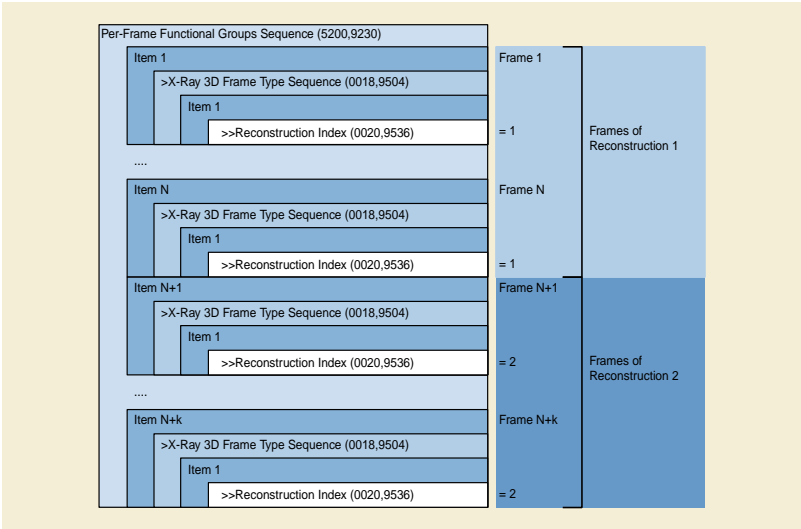 Per-Frame Functional Groups Sequence (5200,9230)
Item 1
Frame 1
>X-Ray 3D Frame Type Sequence (0018,9504)
Item 1
>>Reconstruction Index (0020,9536)
= 1
Frames of
Reconstruction 1
....
Item N
Frame N
>X-Ray 3D Frame Type Sequence (0018,9504)
Item 1
>>Reconstruction Index (0020,9536)
= 1
Item N+1
Frame N+1
>X-Ray 3D Frame Type Sequence (0018,9504)
Item 1
>>Reconstruction Index (0020,9536)
= 2
Frames of
Reconstruction 2
....
Item N+k
Frame N+k
>X-Ray 3D Frame Type Sequence (0018,9504)
Item 1
>>Reconstruction Index (0020,9536)
= 2